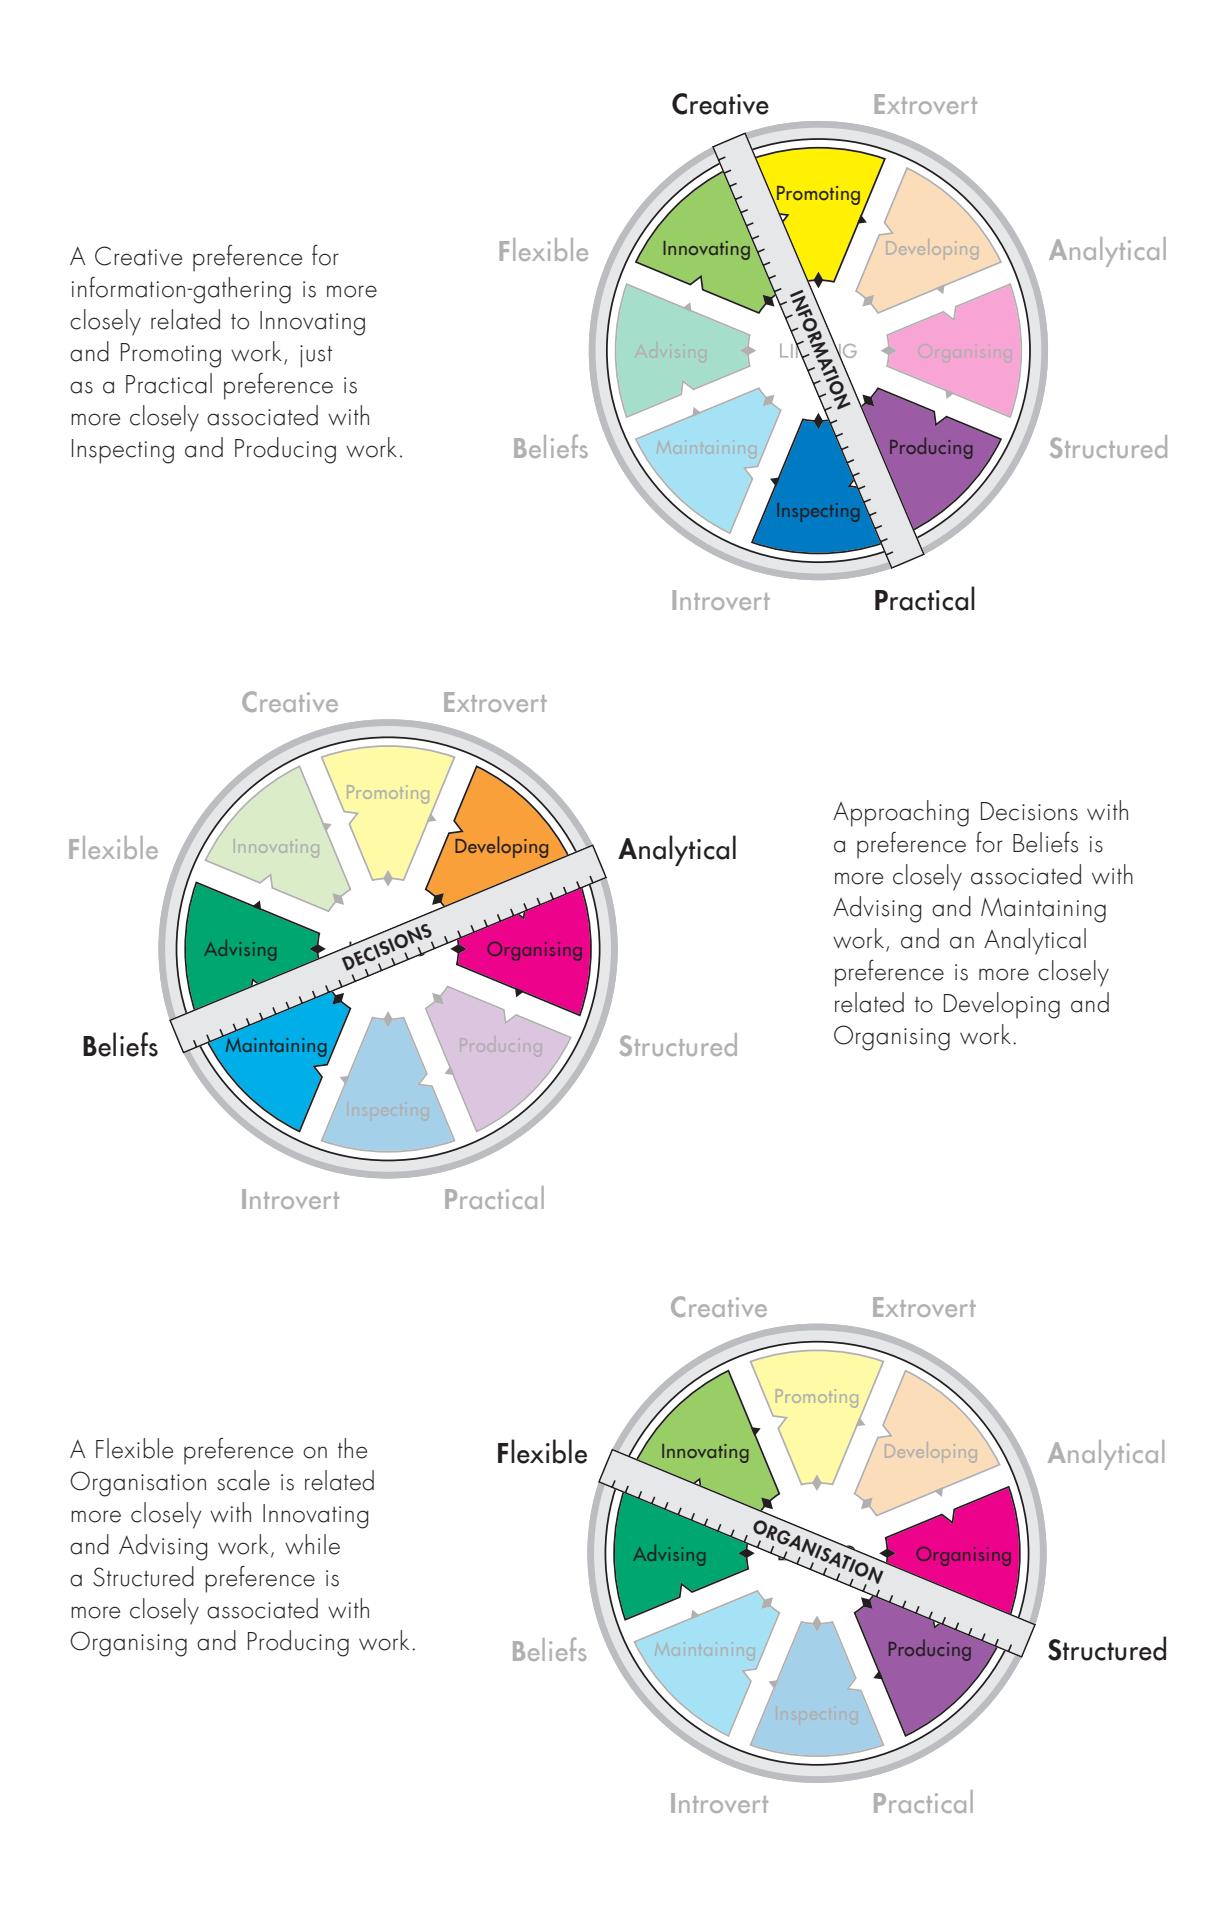 Creative
Extrovert
Promoting
Innovating
Developing
Flexible
Analytical
A Creative preference for
information-gathering is more
closely related to Innovating
and Promoting work, just
as a Practical preference is
more closely associated with
Inspecting and Producing work.
INFORMATION
Advising
Organising
Maintaining
Producing
Beliefs
Structured
Inspecting
Introvert
Practical
Creative
Extrovert
Promoting
Innovating
Developing
Flexible
Analytical
Advising
DECISIONS
Organising
Beliefs
Maintaining
Producing
Structured
Inspecting
Introvert
Practical
Approaching Decisions with
a preference for Beliefs is
more closely associated with
Advising and Maintaining
work, and an Analytical
preference is more closely
related to Developing and
Organising work.
Creative
Extrovert
Promoting
Innovating
Developing
Flexible
Analytical
A Flexible preference on the
Organisation scale is related
more closely with Innovating
and Advising work, while
a Structured preference is
more closely associated with
Organising and Producing work.
ORGANISATION
Advising
Organising
Maintaining
Producing
Beliefs
Structured
Inspecting
Introvert
Practical